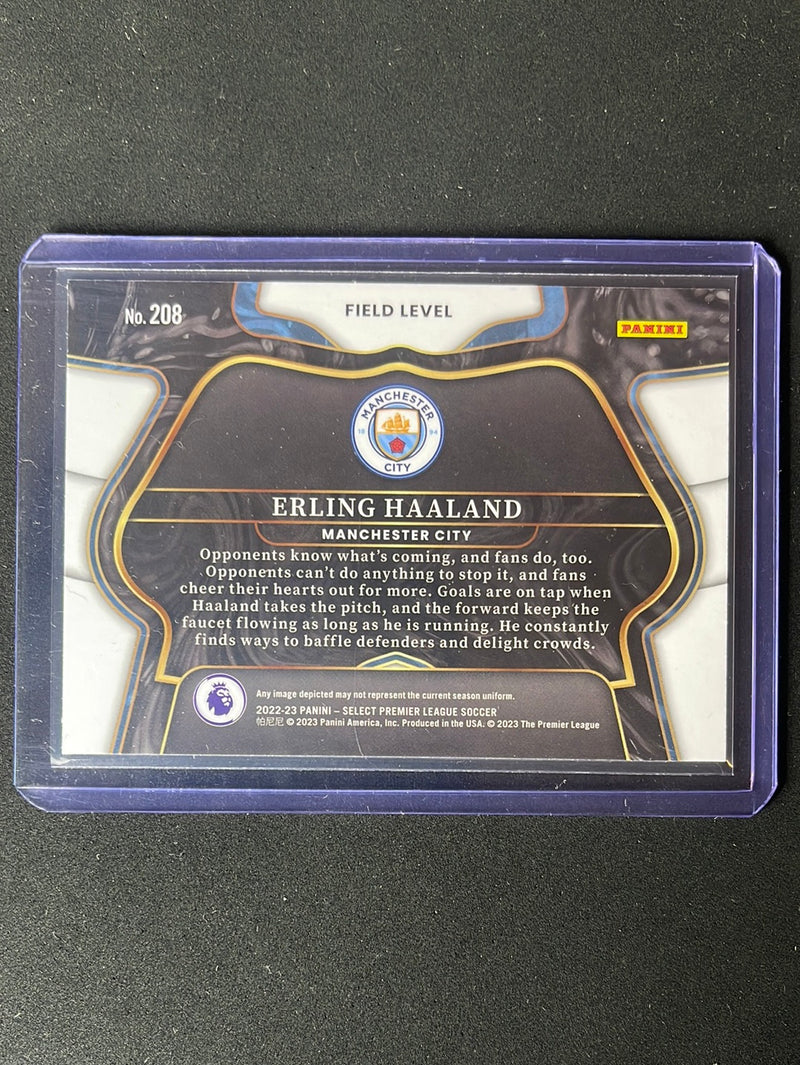 No. 208
FIELD LEVEL
PANINI
MANCHESTER
18 94
CITY
ERLING HAALAND
MANCHESTER CITY
Opponents know what's coming, and fans do, too.
Opponents can't do anything to stop it, and fans
cheer their hearts out for more. Goals are on tap when
Haaland takes the pitch, and the forward keeps the
faucet flowing as long as he is running. He constantly
finds ways to baffle defenders and delight crowds.
Any image depicted may not represent the current season uniform.
2022-23 PANINI – SELECT PREMIER LEAGUE SOCCER
帕尼尼 © 2023 Panini America, Inc. Produced in the USA. © 2023 The Premier League